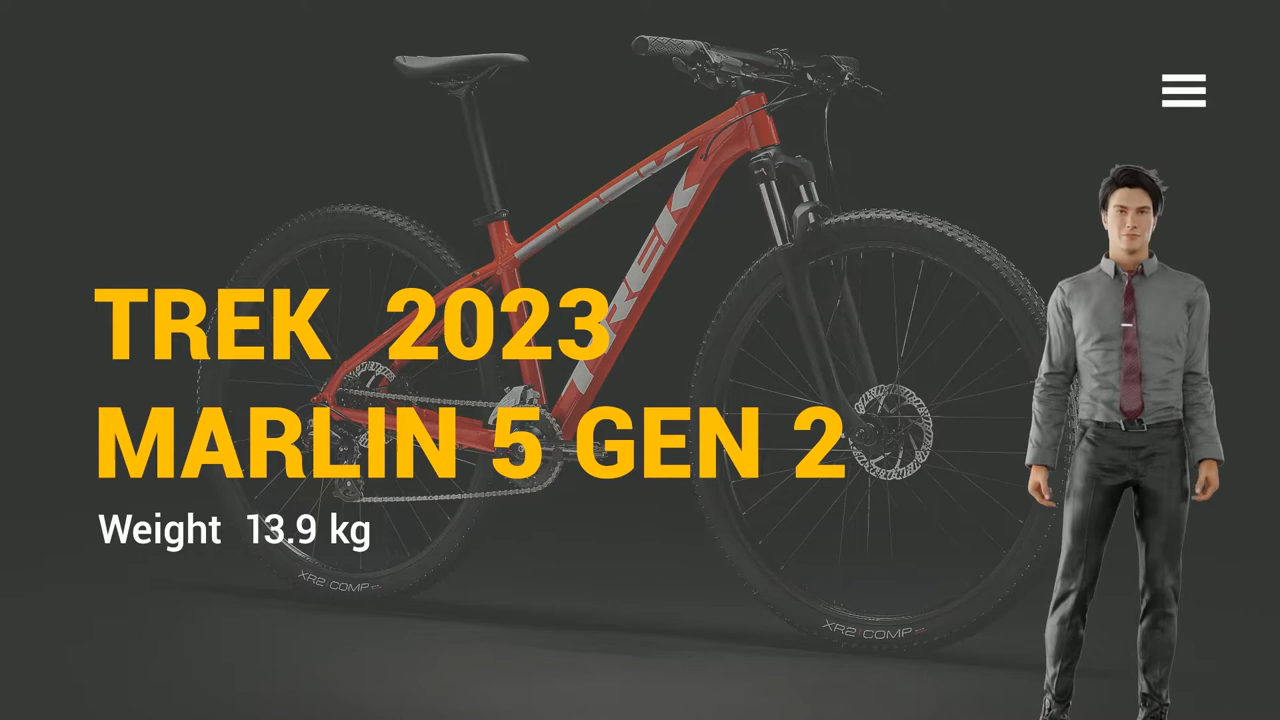 TREK
TREK 2023
MARLIN 5 GEN 2
Weight 13.9 kg
XR2 COMP
XR2 COMP